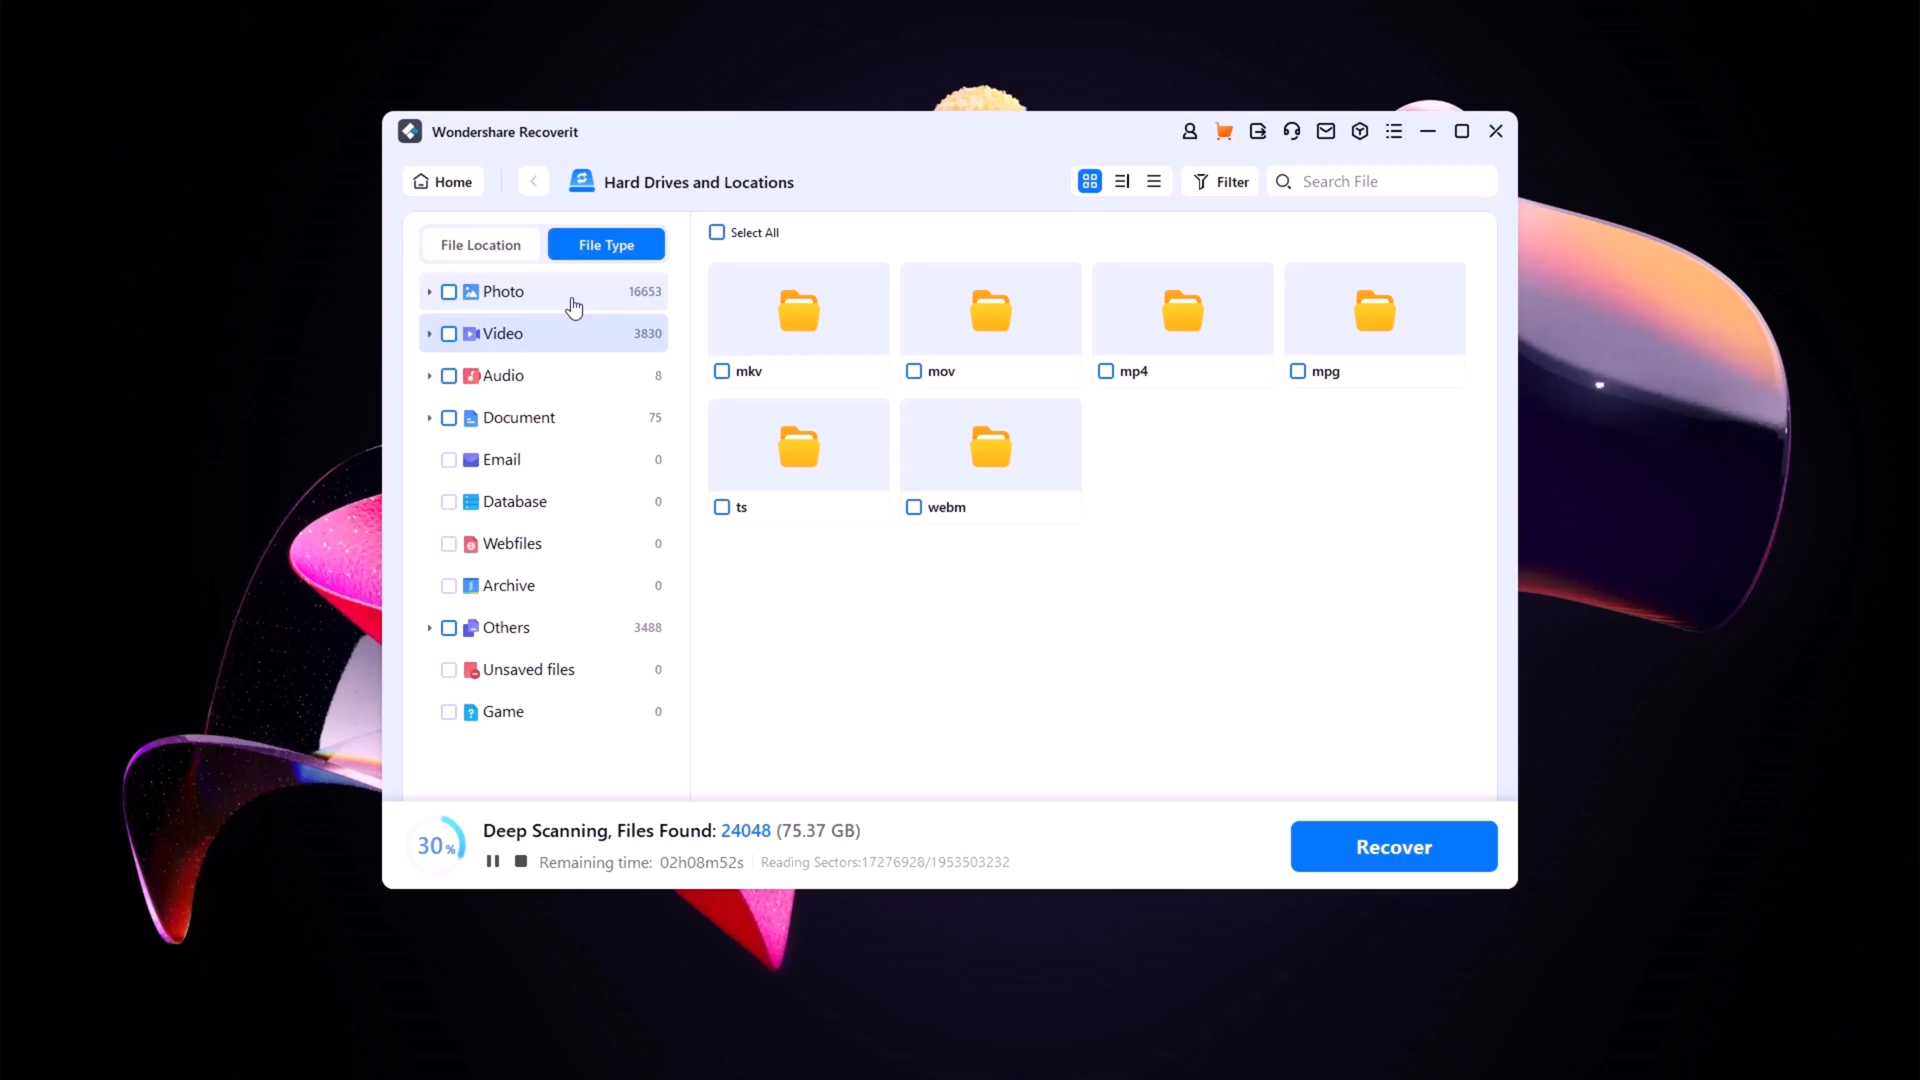 Wondershare Recoverit
Home
Hard Drives and Locations
Filter
Search File
File Location
File Type
Photo 16653
Video 3830
Audio 8
Document 75
Email 0
Database 0
Webfiles 0
Archive 0
Others 3488
Unsaved files 0
Game 0
Select All
mkv
mov
mp4
mpg
ts
webm
30%
Deep Scanning, Files Found: 24048 (75.37 GB)
Remaining time: 02h08m52s Reading Sectors:17276928/1953503232
Recover